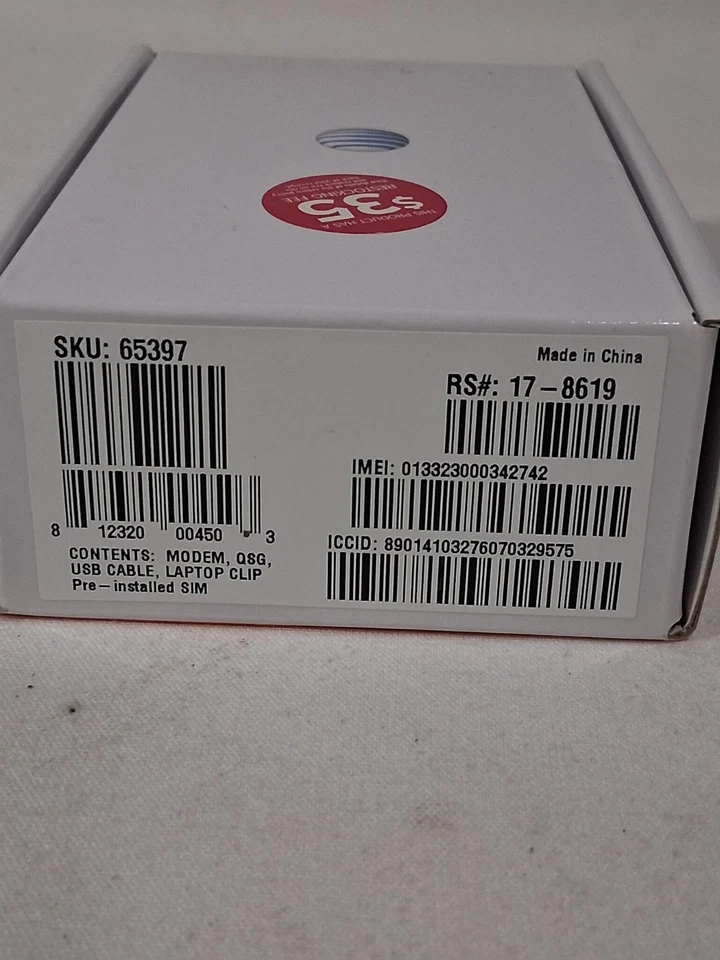 THIS PRODUCT HAS A
$35
RESTOCKING FEE
SKU: 65397
Made in China
RS#: 17-8619
IMEI: 013323000342742
8 12320 00450 3
ICCID: 89014103276070329575
CONTENTS: MODEM, QSG,
USB CABLE, LAPTOP CLIP
Pre-installed SIM